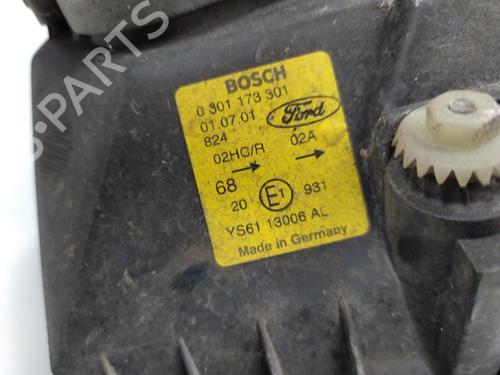 BOSCH
0 301 173 301
01.07.01
Ford
824
02HC/R 02A
68
20 E1 931
YS61 13006 AL
Made in Germany
B-PARTS